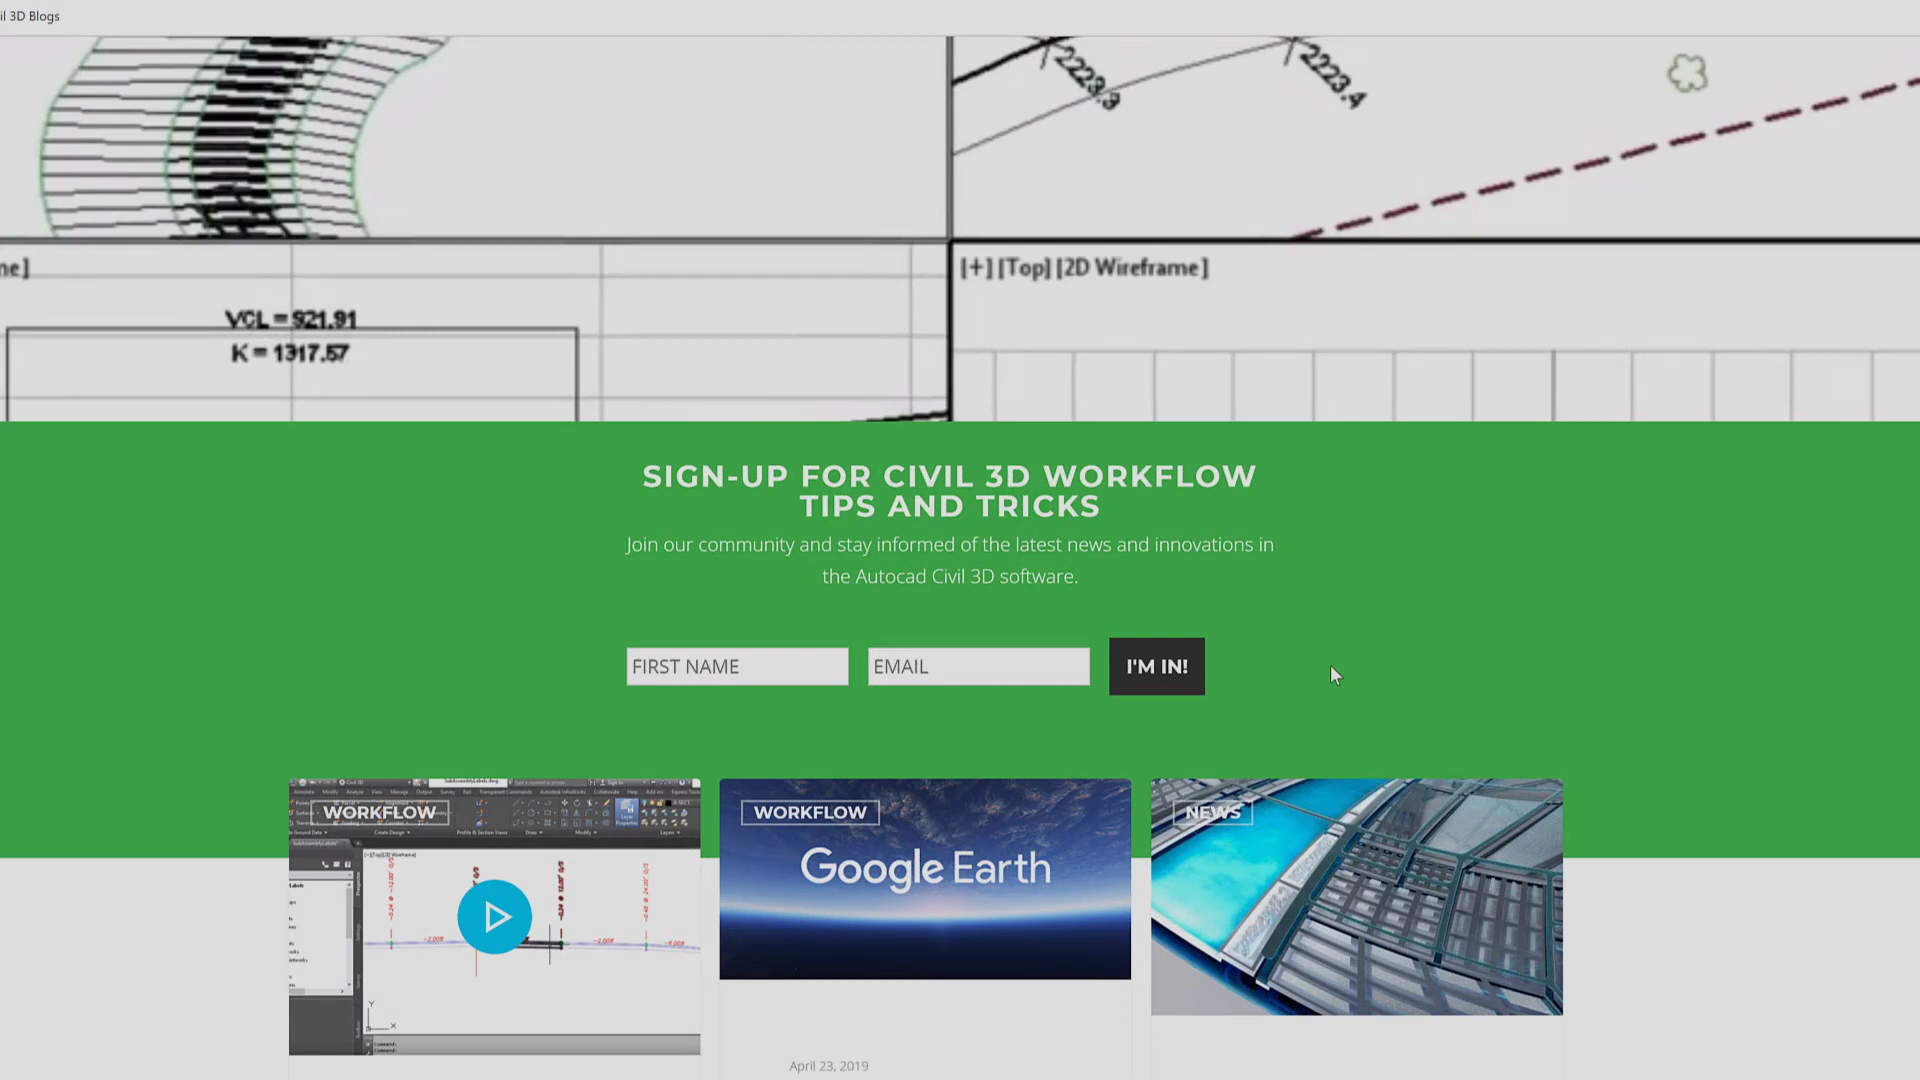 il 3D Blogs
2223.3
2223.4
ne]
[+] [Top] [2D Wireframe]
VCL = 921.91
K = 1317.57
SIGN-UP FOR CIVIL 3D WORKFLOW
TIPS AND TRICKS
Join our community and stay informed of the latest news and innovations in
the Autocad Civil 3D software.
FIRST NAME
EMAIL
I'M IN!
WORKFLOW
WORKFLOW
NEWS
Google Earth
April 23, 2019